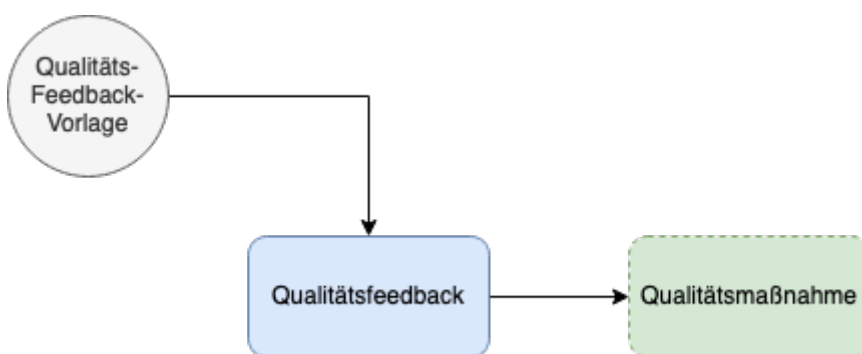 Qualitäts-
Feedback-
Vorlage
Qualitätsfeedback
Qualitätsmaßnahme